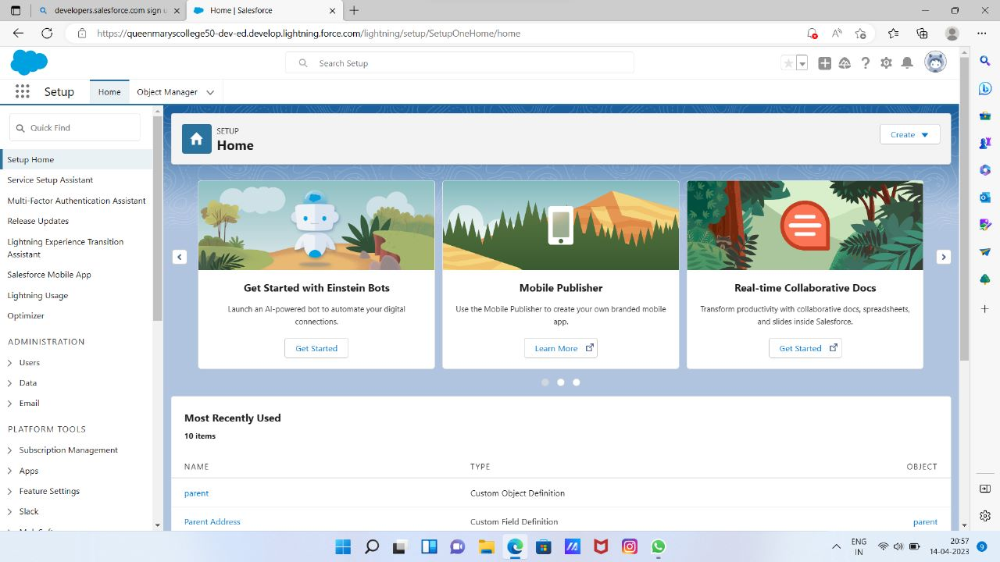 developers.salesforce.com sign u
Home | Salesforce
https://queenmaryscollege50-dev-ed.develop.lightning.force.com/lightning/setup/SetupOneHome/home
Search Setup
Setup
Home
Object Manager
Quick Find
Setup Home
Service Setup Assistant
Multi-Factor Authentication Assistant
Release Updates
Lightning Experience Transition
Assistant
Salesforce Mobile App
Lightning Usage
Optimizer
ADMINISTRATION
Users
Data
Email
PLATFORM TOOLS
Subscription Management
Apps
Feature Settings
Slack
SETUP
Home
Create
Get Started with Einstein Bots
Launch an AI-powered bot to automate your digital
connections.
Get Started
Mobile Publisher
Use the Mobile Publisher to create your own branded mobile
app.
Learn More
Real-time Collaborative Docs
Transform productivity with collaborative docs, spreadsheets,
and slides inside Salesforce.
Get Started
Most Recently Used
10 items
NAME TYPE OBJECT
parent Custom Object Definition
Parent Address Custom Field Definition parent
ENG
IN
20:57
14-04-2023
9